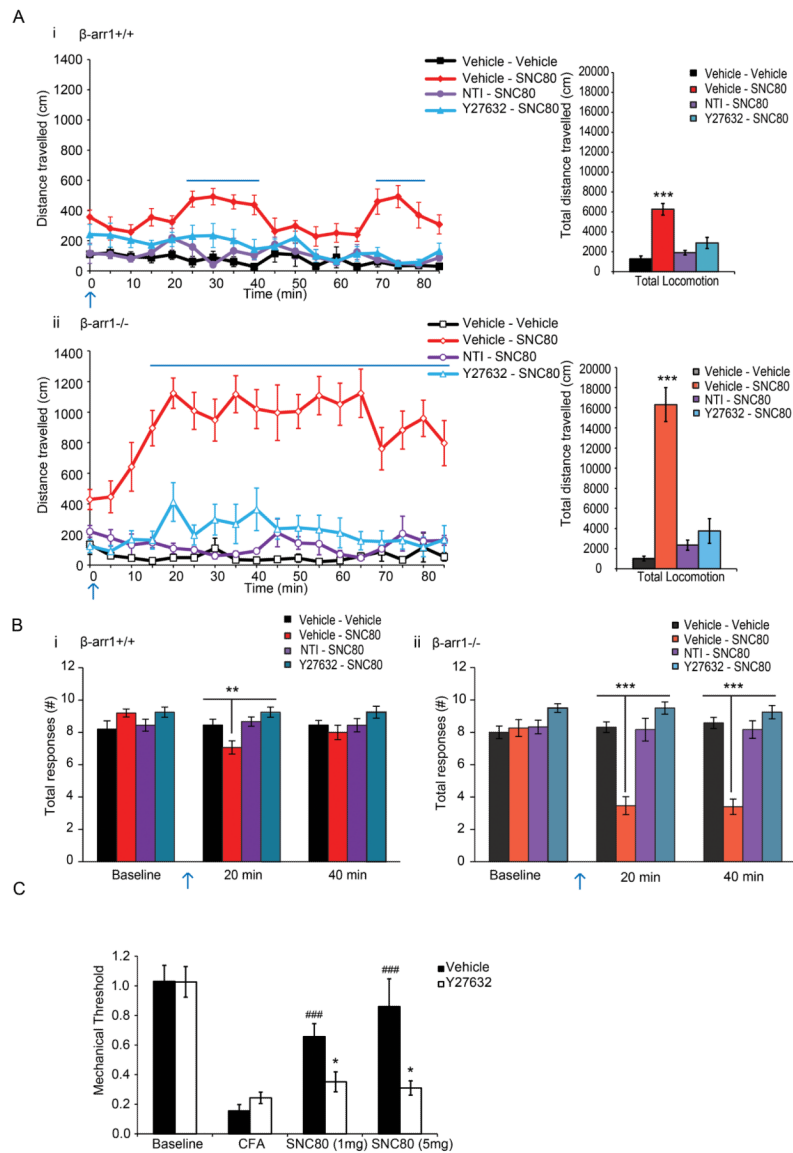 A
i β-arr1+/+
Vehicle - Vehicle
Vehicle - SNC80
NTI - SNC80
Y27632 - SNC80
Distance travelled (cm)
1400
1200
1000
800
600
400
200
0
0 10 20 30 40 50 60 70 80
Time (min)
Vehicle - Vehicle
Vehicle - SNC80
NTI - SNC80
Y27632 - SNC80
Total distance travelled (cm)
20000
18000
16000
14000
12000
10000
8000
6000
4000
2000
0
***
Total Locomotion
ii β-arr1-/-
Vehicle - Vehicle
Vehicle - SNC80
NTI - SNC80
Y27632 - SNC80
Distance travelled (cm)
1400
1200
1000
800
600
400
200
0
0 10 20 30 40 50 60 70 80
Time (min)
Vehicle - Vehicle
Vehicle - SNC80
NTI - SNC80
Y27632 - SNC80
Total distance travelled (cm)
20000
18000
16000
14000
12000
10000
8000
6000
4000
2000
0
***
Total Locomotion
B
i β-arr1+/+
Vehicle - Vehicle
Vehicle - SNC80
NTI - SNC80
Y27632 - SNC80
Total responses (#)
12
10
8
6
4
2
0
**
Baseline 20 min 40 min
ii β-arr1-/-
Vehicle - Vehicle
Vehicle - SNC80
NTI - SNC80
Y27632 - SNC80
Total responses (#)
12
10
8
6
4
2
0
*** ***
Baseline 20 min 40 min
C
Vehicle
Y27632
Mechanical Threshold
1.2
1.0
0.8
0.6
0.4
0.2
0.0
### * ### *
Baseline CFA SNC80 (1mg) SNC80 (5mg)